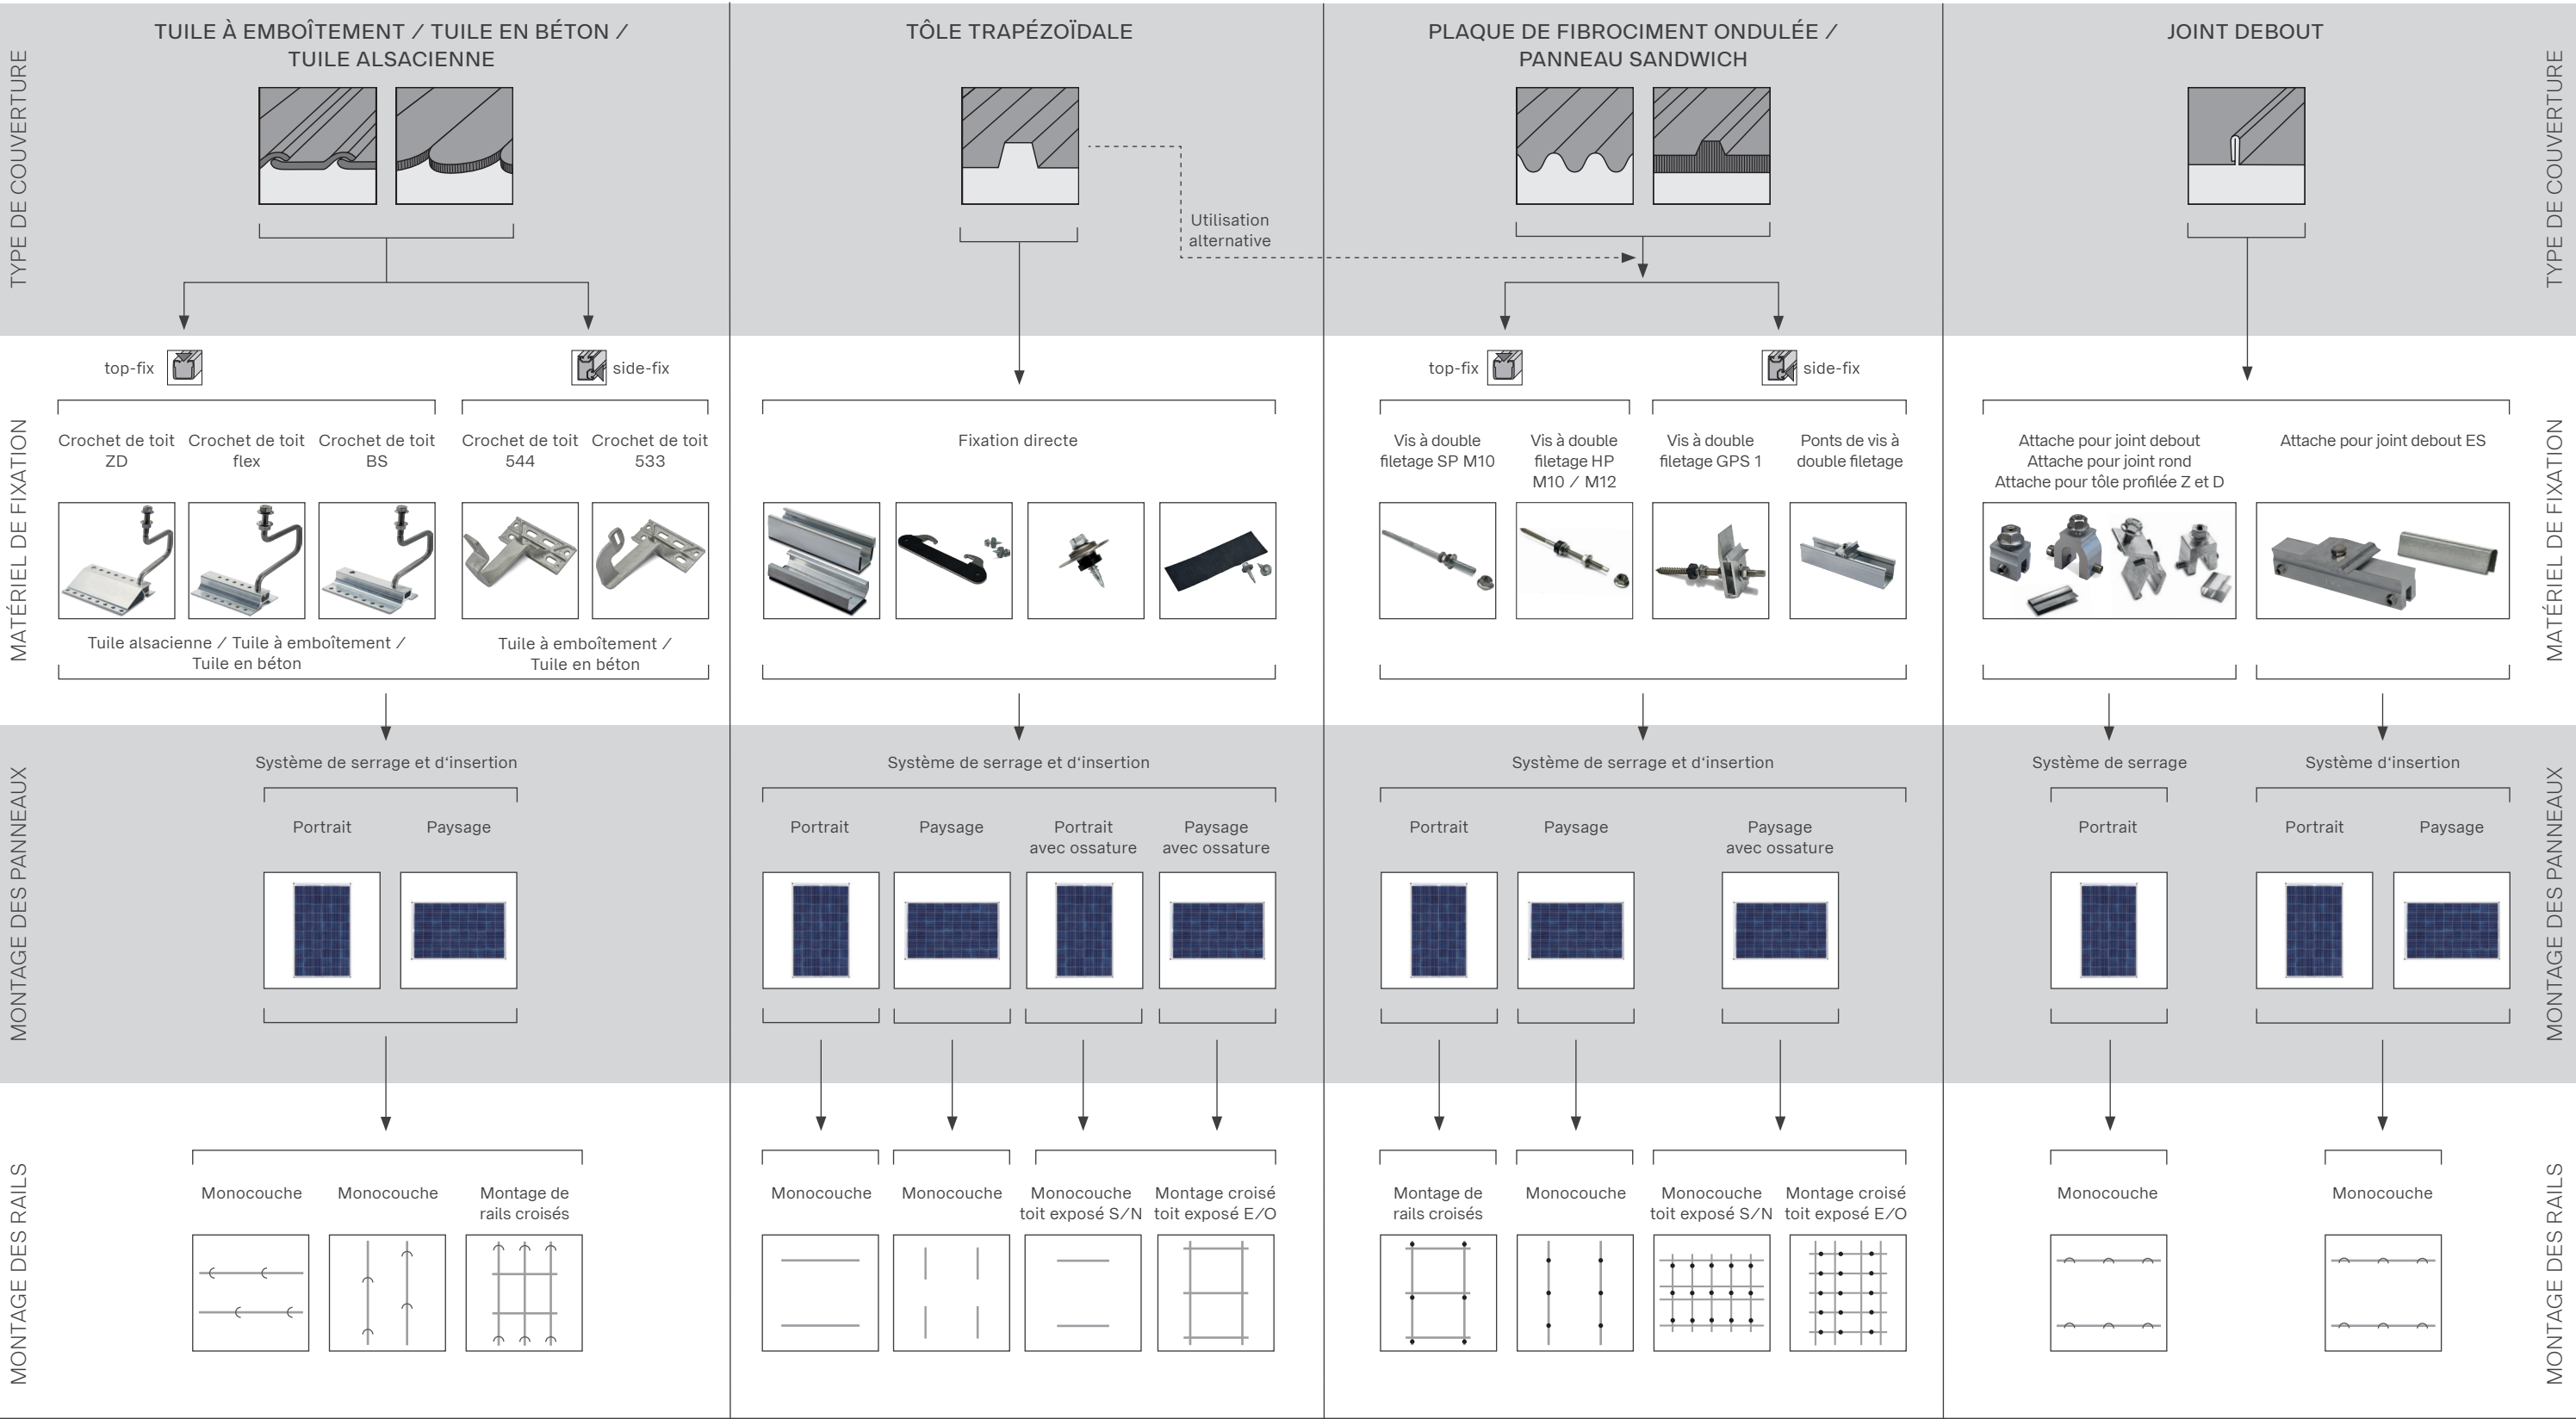 TYPE DE COUVERTURE
TUILE À EMBOÎTEMENT / TUILE EN BÉTON /
TUILE ALSACIENNE
TÔLE TRAPÉZOÏDALE
PLAQUE DE FIBROCIMENT ONDULÉE /
PANNEAU SANDWICH
JOINT DEBOUT
TYPE DE COUVERTURE
Utilisation
alternative
MATÉRIEL DE FIXATION
top-fix
side-fix
Crochet de toit
ZD
Crochet de toit
flex
Crochet de toit
BS
Crochet de toit
544
Crochet de toit
533
Tuile alsacienne / Tuile à emboîtement /
Tuile en béton
Tuile à emboîtement /
Tuile en béton
Fixation directe
top-fix
side-fix
Vis à double
filetage SP M10
Vis à double
filetage HP
M10 / M12
Vis à double
filetage GPS 1
Ponts de vis à
double filetage
Attache pour joint debout
Attache pour joint rond
Attache pour tôle profilée Z et D
Attache pour joint debout ES
MATÉRIEL DE FIXATION
MONTAGE DES PANNEAUX
Système de serrage et d‘insertion
Portrait
Paysage
Système de serrage et d‘insertion
Portrait
Paysage
Portrait
avec ossature
Paysage
avec ossature
Système de serrage et d‘insertion
Portrait
Paysage
Paysage
avec ossature
Système de serrage
Portrait
Système d‘insertion
Portrait
Paysage
MONTAGE DES PANNEAUX
MONTAGE DES RAILS
Monocouche
Monocouche
Montage de
rails croisés
Monocouche
Monocouche
Monocouche
toit exposé S/N
Montage croisé
toit exposé E/O
Montage de
rails croisés
Monocouche
Monocouche
toit exposé S/N
Montage croisé
toit exposé E/O
Monocouche
Monocouche
MONTAGE DES RAILS